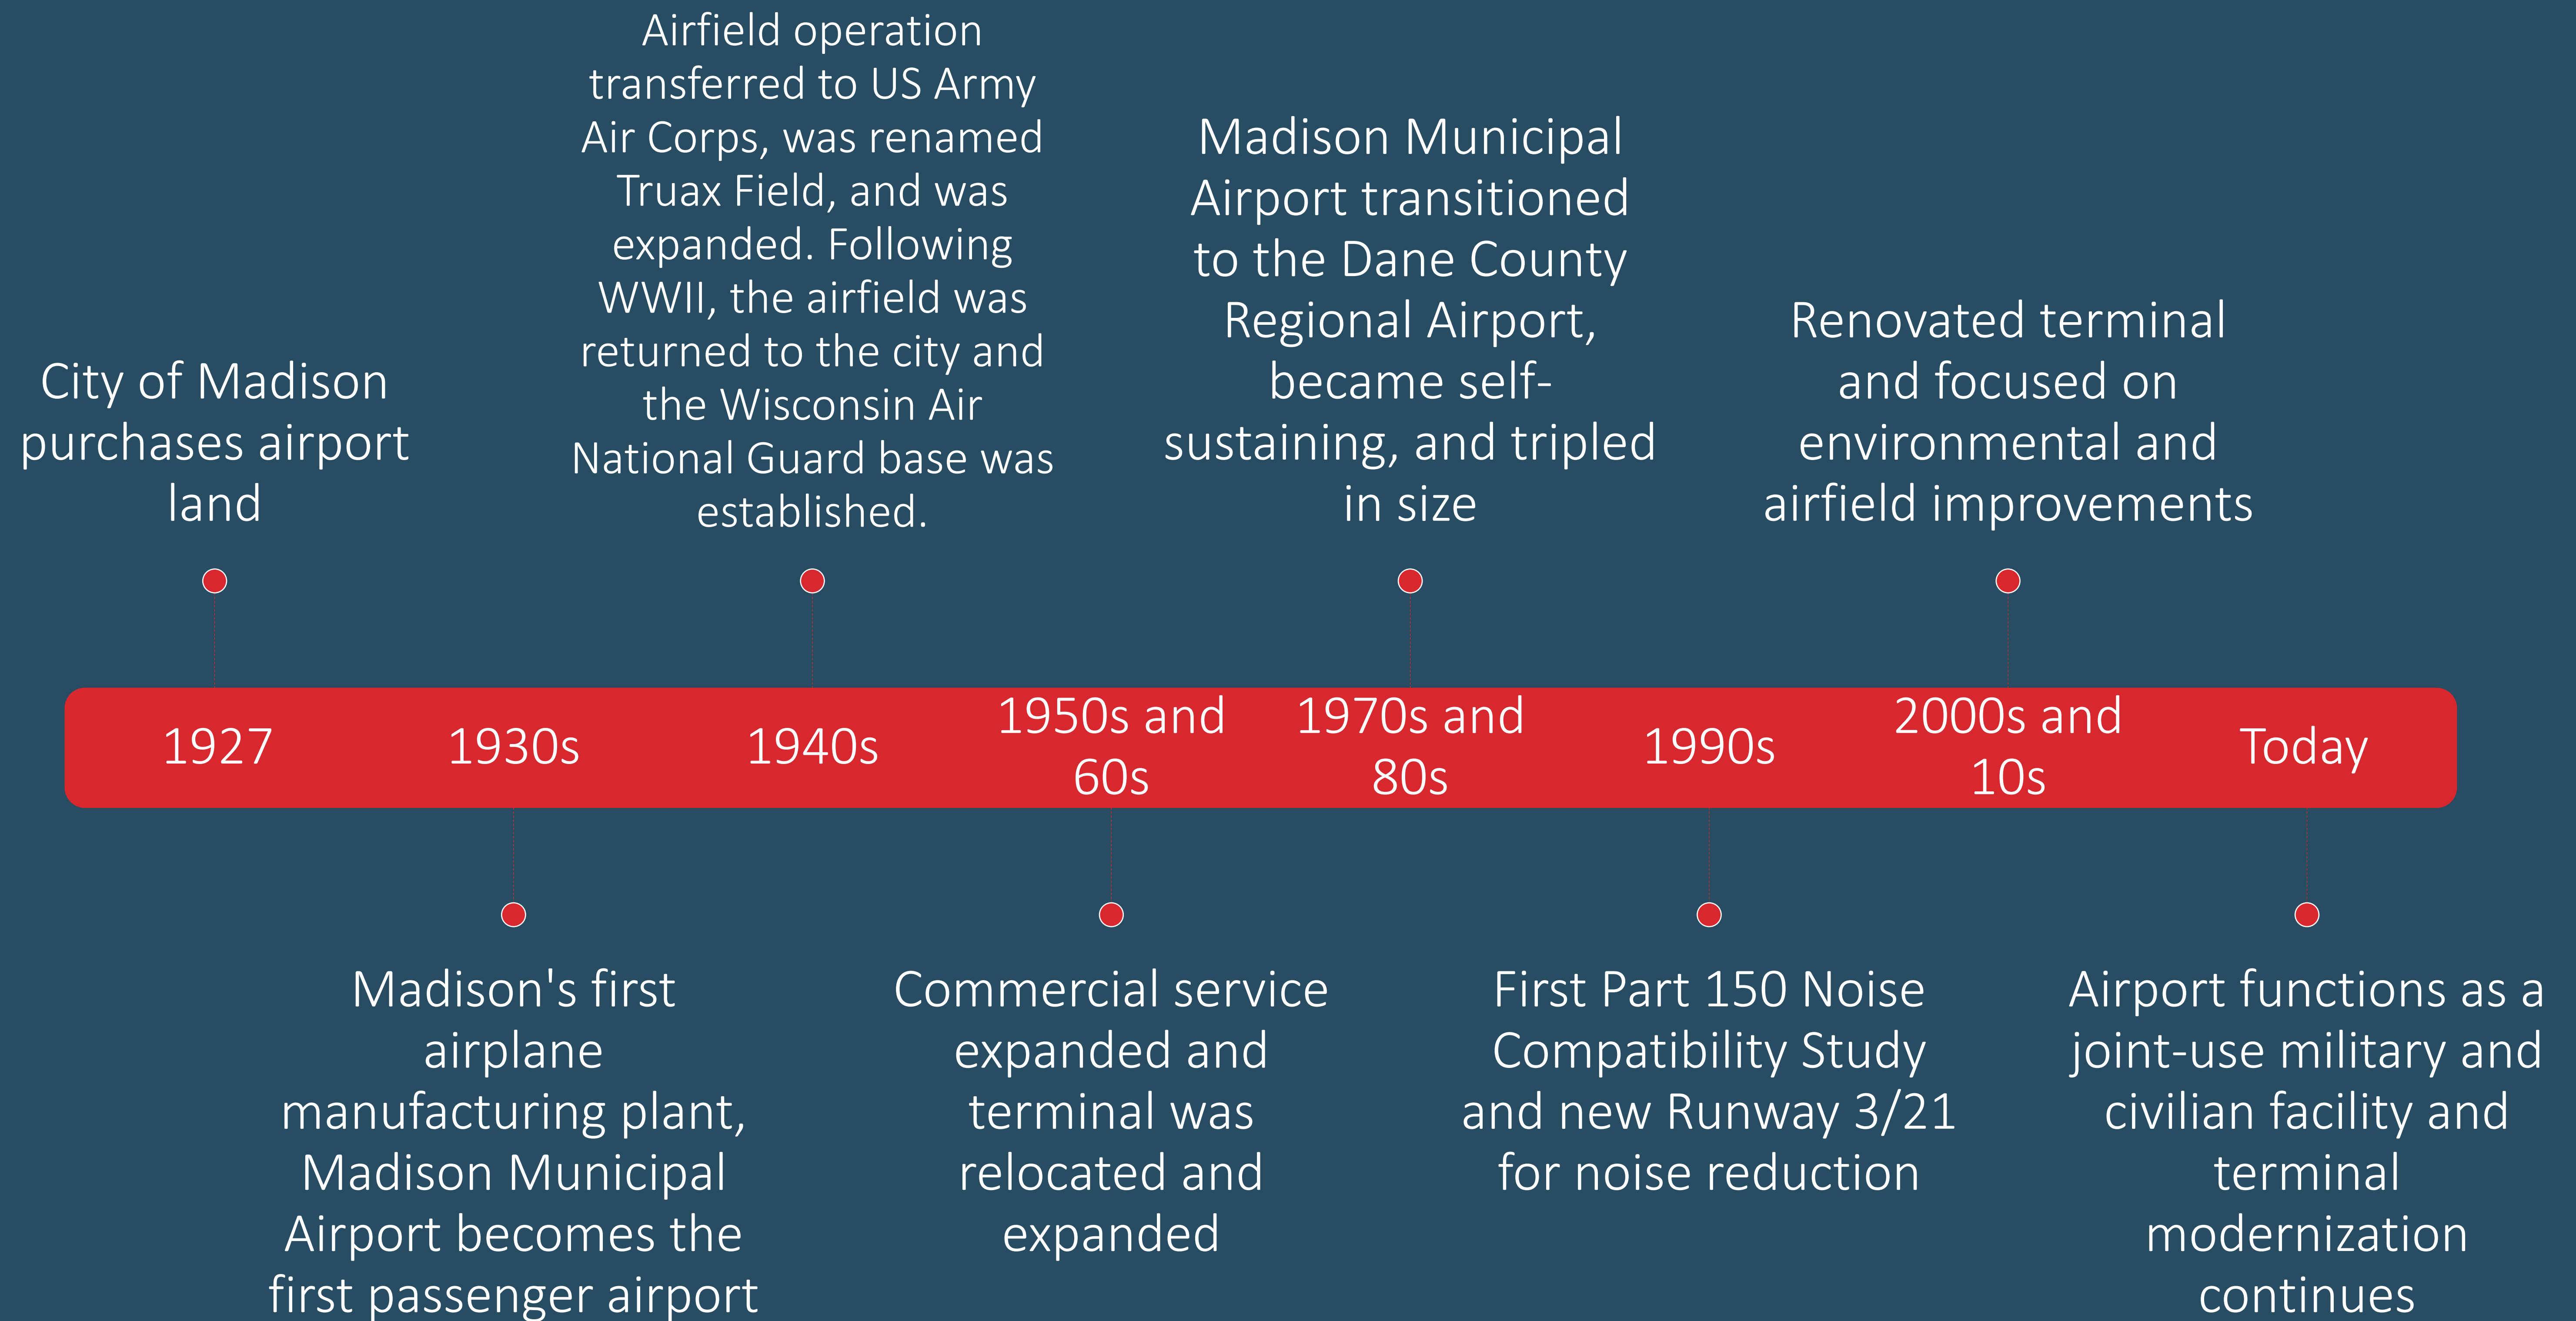 City of Madison
purchases airport
land
1927
1930s
Madison's first
airplane
manufacturing plant,
Madison Municipal
Airport becomes the
first passenger airport
Airfield operation
transferred to US Army
Air Corps, was renamed
Truax Field, and was
expanded. Following
WWII, the airfield was
returned to the city and
the Wisconsin Air
National Guard base was
established.
1940s
1950s and
60s
Commercial service
expanded and
terminal was
relocated and
expanded
Madison Municipal
Airport transitioned
to the Dane County
Regional Airport,
became self-
sustaining, and tripled
in size
1970s and
80s
1990s
First Part 150 Noise
Compatibility Study
and new Runway 3/21
for noise reduction
Renovated terminal
and focused on
environmental and
airfield improvements
2000s and
10s
Today
Airport functions as a
joint-use military and
civilian facility and
terminal
modernization
continues